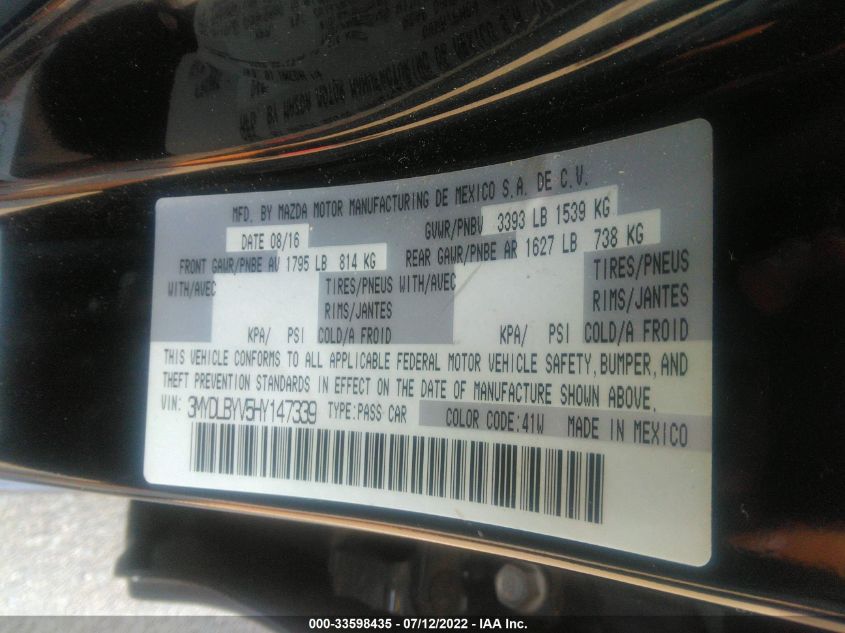 MFD. BY MAZDA MOTOR MANUFACTURING DE MEXICO S.A. DE C.V.
DATE 08/16 GVWR/PNBV 3393 LB 1539 KG
FRONT GAWR/PNBE AV 1795 LB 814 KG REAR GAWR/PNBE AR 1627 LB 738 KG
WITH/AVEC TIRES/PNEUS WITH/AVEC TIRES/PNEUS
RIMS/JANTES RIMS/JANTES
KPA/ PSI COLD/A FROID KPA/ PSI COLD/A FROID
THIS VEHICLE CONFORMS TO ALL APPLICABLE FEDERAL MOTOR VEHICLE SAFETY, BUMPER, AND
THEFT PREVENTION STANDARDS IN EFFECT ON THE DATE OF MANUFACTURE SHOWN ABOVE.
VIN: 3MYDLBYV5HY147339 TYPE:PASS CAR COLOR CODE:41W MADE IN MEXICO
000-33598435 - 07/12/2022 - IAA Inc.